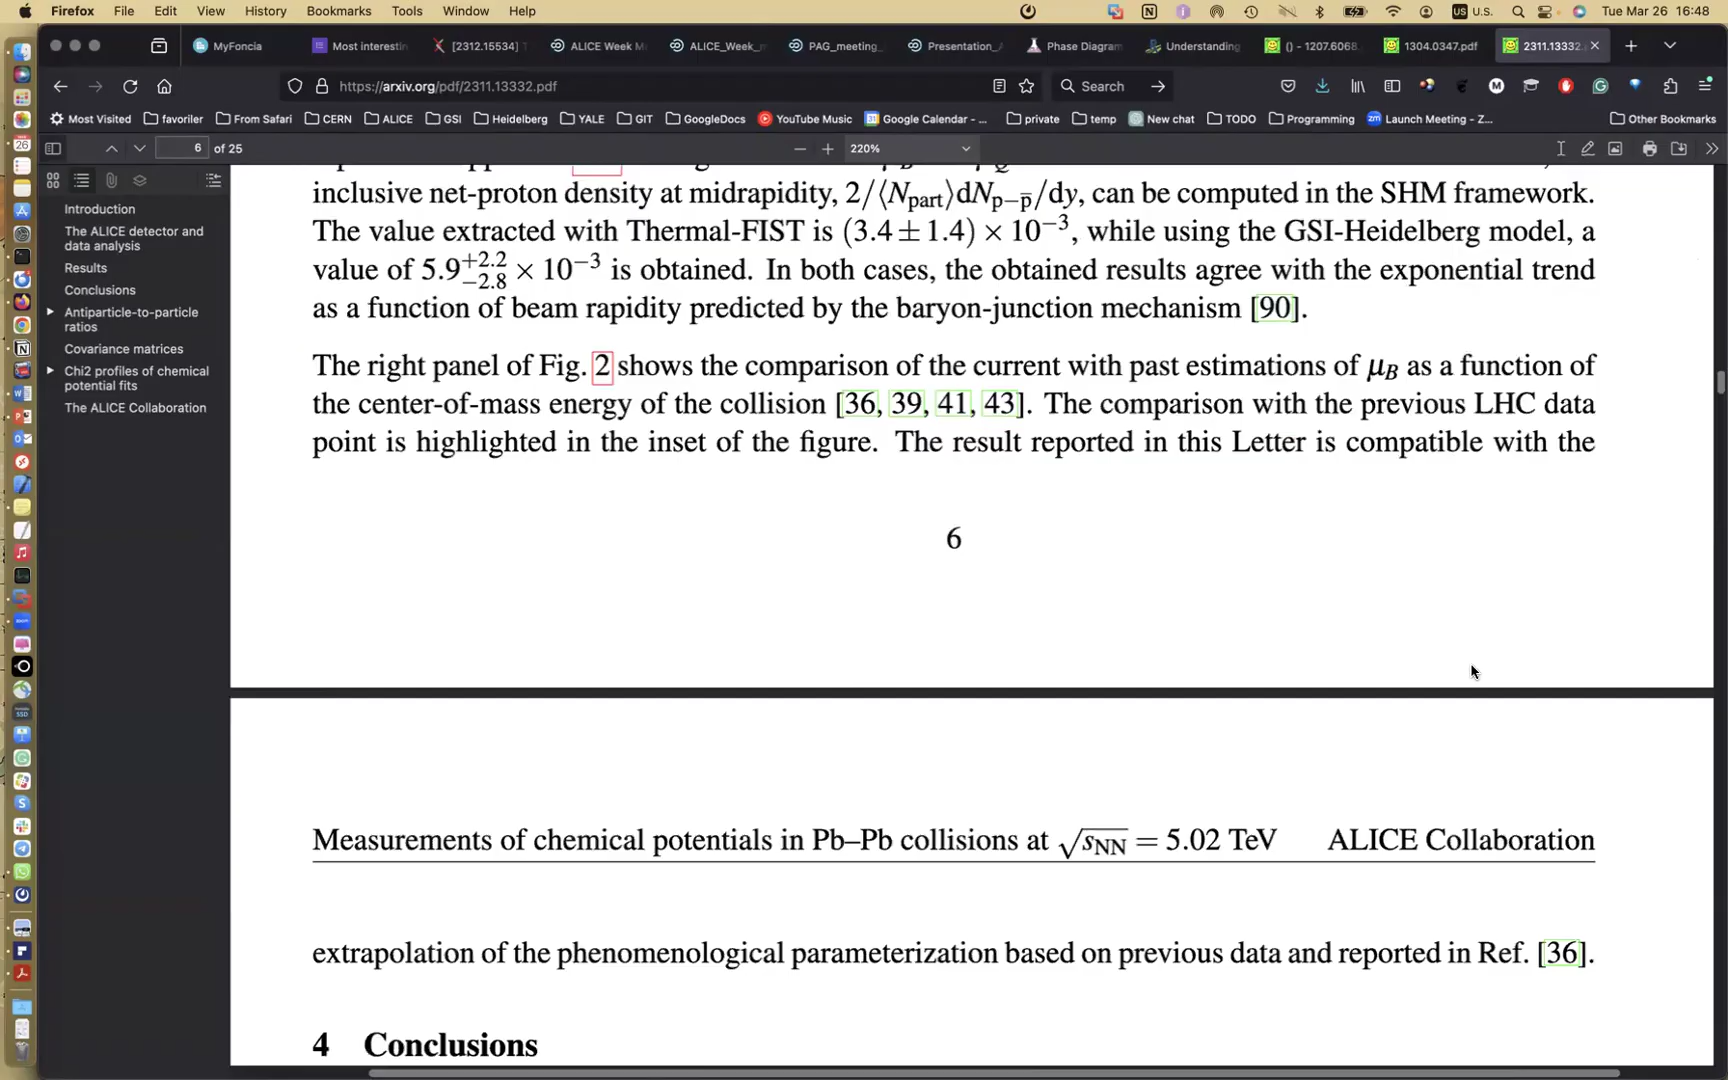 Firefox File Edit View History Bookmarks Tools Window Help U.S. Tue Mar 26 16:48
MyFoncia Most interestin [2312.15534] ALICE Week M ALICE_Week_ PAG_meeting_ Presentation_ Phase Diagram Understanding () - 1207.6068. 1304.0347.pdf 2311.13332.
https://arxiv.org/pdf/2311.13332.pdf Search
Most Visited favoriler From Safari CERN ALICE GSI Heidelberg YALE GIT GoogleDocs YouTube Music Google Calendar - ... private temp New chat TODO Programming Launch Meeting - Z... Other Bookmarks
6 of 25 220%
Introduction
The ALICE detector and
data analysis
Results
Conclusions
Antiparticle-to-particle
ratios
Covariance matrices
Chi2 profiles of chemical
potential fits
The ALICE Collaboration
inclusive net-proton density at midrapidity, 2/⟨Npart⟩dNp−p̅/dy, can be computed in the SHM framework.
The value extracted with Thermal-FIST is (3.4 ± 1.4) × 10⁻³, while using the GSI-Heidelberg model, a
value of 5.9+2.2−2.8 × 10⁻³ is obtained. In both cases, the obtained results agree with the exponential trend
as a function of beam rapidity predicted by the baryon-junction mechanism [90].
The right panel of Fig. 2 shows the comparison of the current with past estimations of μB as a function of
the center-of-mass energy of the collision [36, 39, 41, 43]. The comparison with the previous LHC data
point is highlighted in the inset of the figure. The result reported in this Letter is compatible with the
6
Measurements of chemical potentials in Pb–Pb collisions at √sNN = 5.02 TeV ALICE Collaboration
extrapolation of the phenomenological parameterization based on previous data and reported in Ref. [36].
4 Conclusions